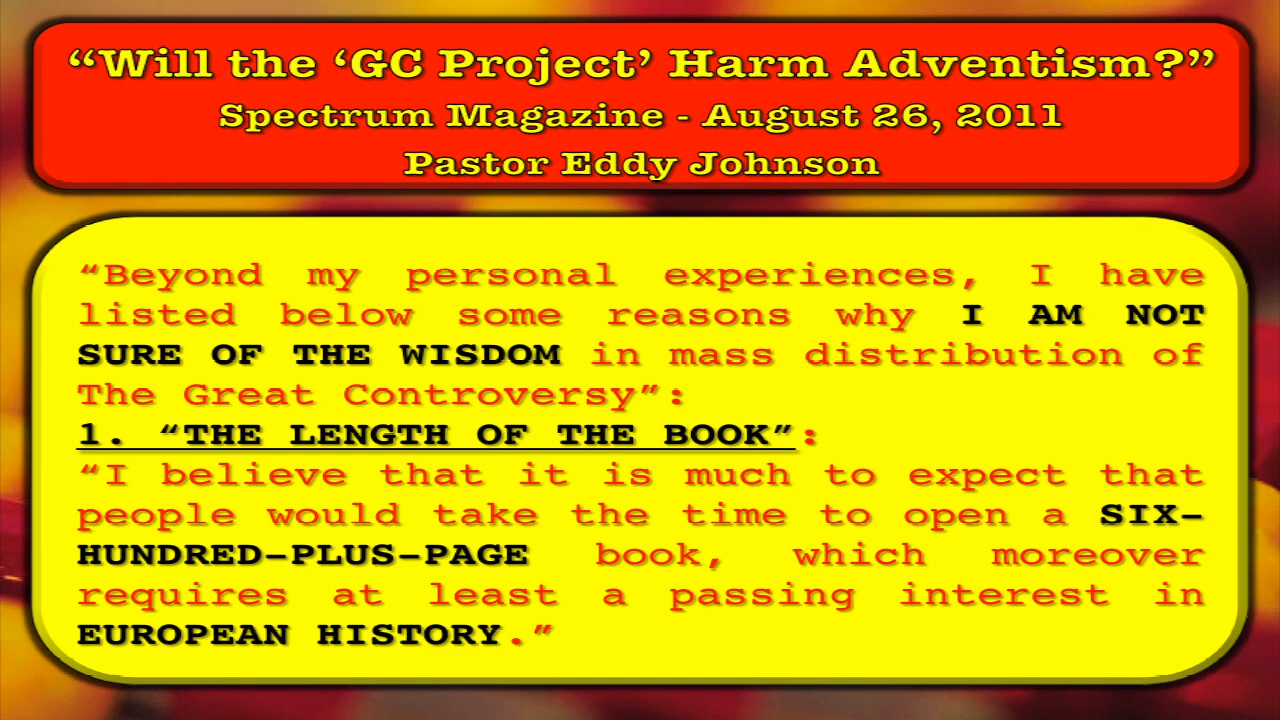 “Will the ‘GC Project’ Harm Adventism?”
Spectrum Magazine - August 26, 2011
Pastor Eddy Johnson
“Beyond my personal experiences, I have
listed below some reasons why I AM NOT
SURE OF THE WISDOM in mass distribution of
The Great Controversy”:
1. “THE LENGTH OF THE BOOK”:
“I believe that it is much to expect that
people would take the time to open a SIX–
HUNDRED–PLUS–PAGE book, which moreover
requires at least a passing interest in
EUROPEAN HISTORY.”